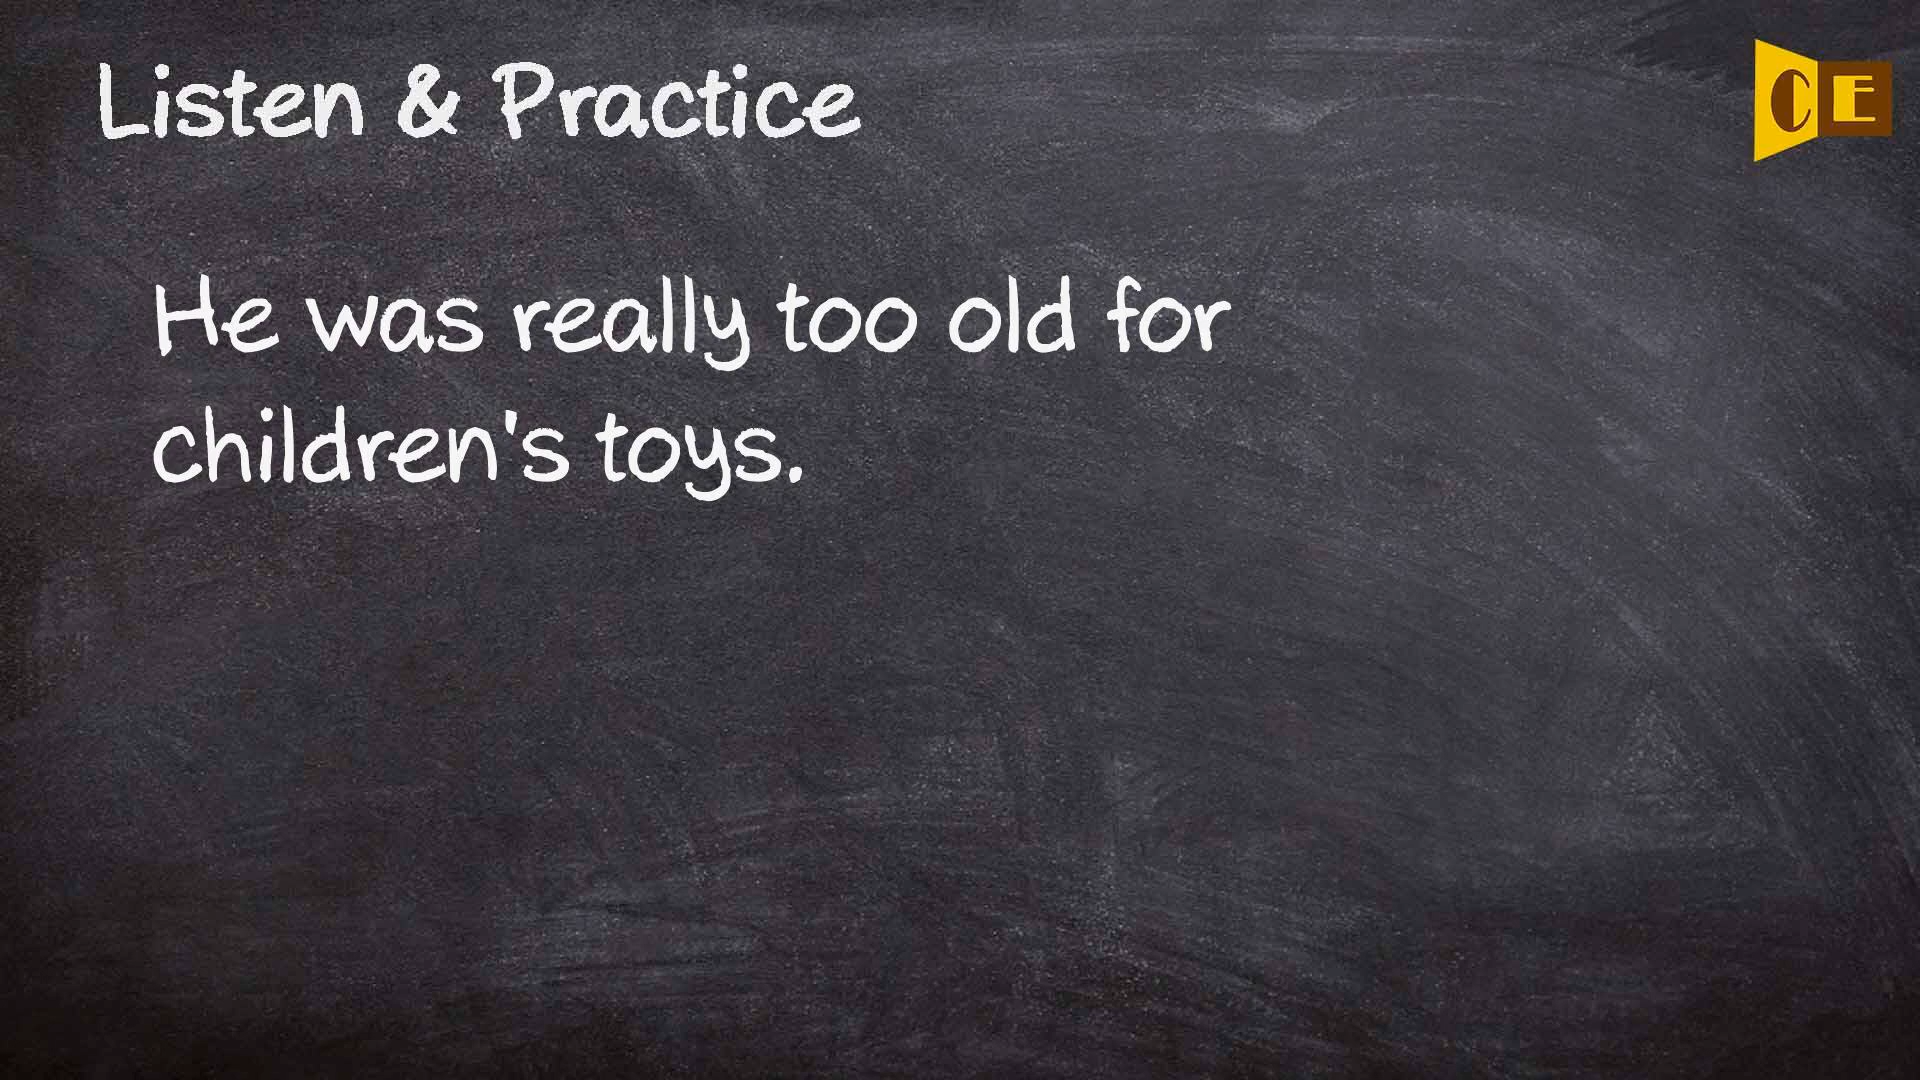 Listen & Practice
CE
He was really too old for
children's toys.